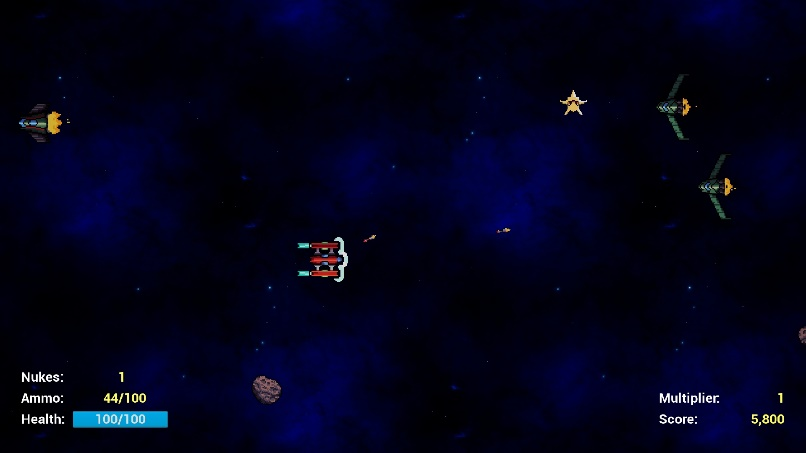 Nukes: 1
Ammo: 44/100
Health: 100/100
Multiplier: 1
Score: 5,800